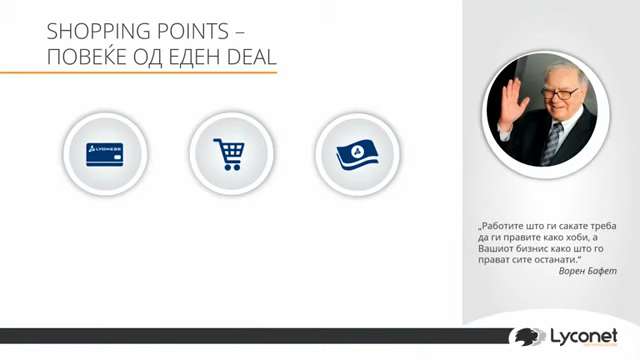 SHOPPING POINTS –
ПОВЕЌЕ ОД ЕДЕН DEAL
LYONESS
„Работите што ги сакате треба
да ги правите како хоби, а
Вашиот бизнис како што го
прават сите останати.“
Ворен Бафет
Lyconet